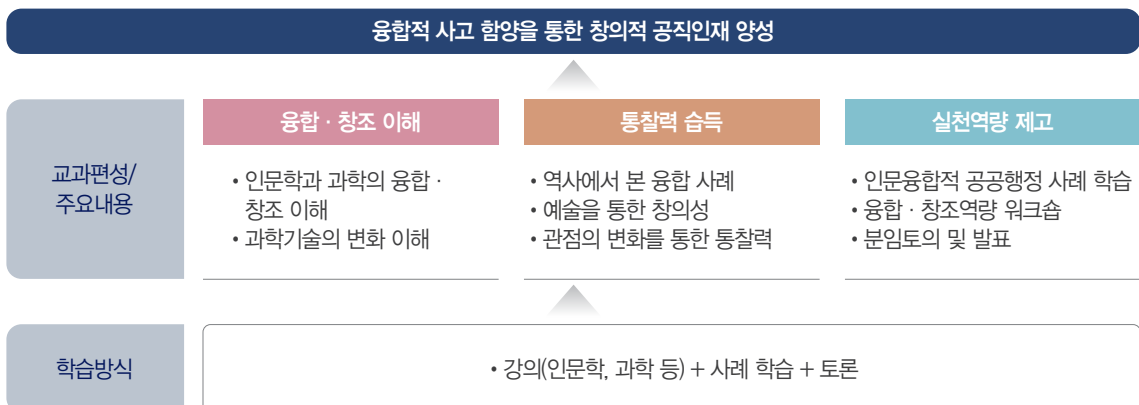 융합적 사고 함양을 통한 창의적 공직인재 양성
교과편성/
주요내용
융합 · 창조 이해
• 인문학과 과학의 융합 ·
창조 이해
• 과학기술의 변화 이해
통찰력 습득
• 역사에서 본 융합 사례
• 예술을 통한 창의성
• 관점의 변화를 통한 통찰력
실천역량 제고
• 인문융합적 공공행정 사례 학습
• 융합 · 창조역량 워크숍
• 분임토의 및 발표
학습방식
• 강의(인문학, 과학 등) + 사례 학습 + 토론